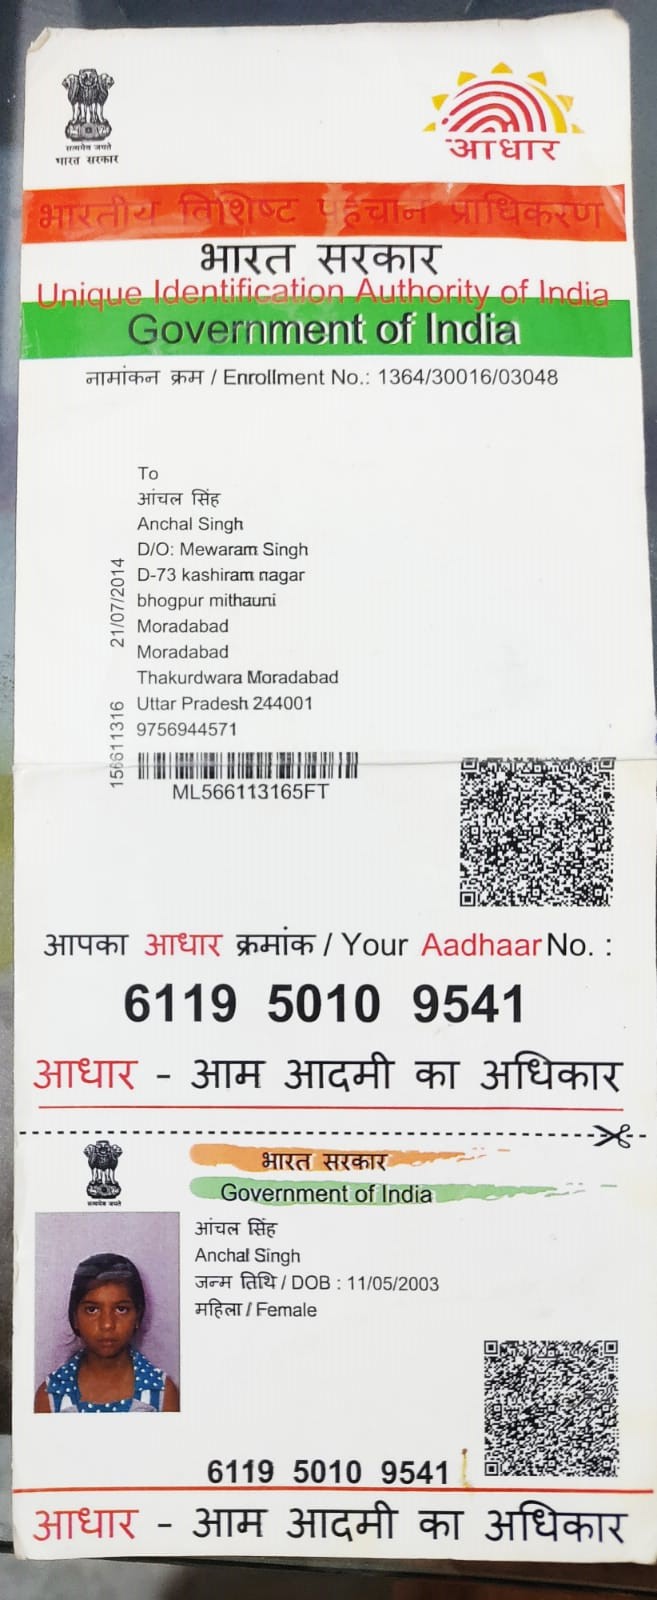 सत्यमेव जयते
भारत सरकार
आधार
भारतीय विशिष्ट पहचान प्राधिकरण
भारत सरकार
Unique Identification Authority of India
Government of India
नामांकन क्रम / Enrollment No.: 1364/30016/03048
To
आंचल सिंह
Anchal Singh
D/O: Mewaram Singh
D-73 kashiram nagar
bhogpur mithauni
Moradabad
Moradabad
Thakurdwara Moradabad
Uttar Pradesh 244001
9756944571
21/07/2014
156611316
ML566113165FT
आपका आधार क्रमांक / Your Aadhaar No. :
6119 5010 9541
आधार - आम आदमी का अधिकार
सत्यमेव जयते
भारत सरकार
Government of India
आंचल सिंह
Anchal Singh
जन्म तिथि / DOB : 11/05/2003
महिला / Female
6119 5010 9541
आधार - आम आदमी का अधिकार